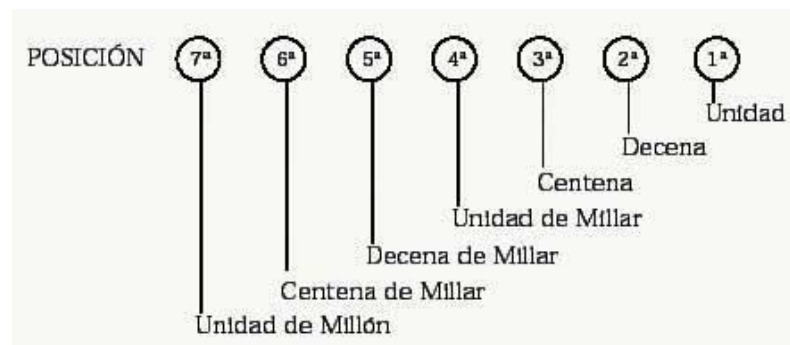 POSICIÓN 7ª 6ª 5ª 4ª 3ª 2ª 1ª
Unidad
Decena
Centena
Unidad de Millar
Decena de Millar
Centena de Millar
Unidad de Millón